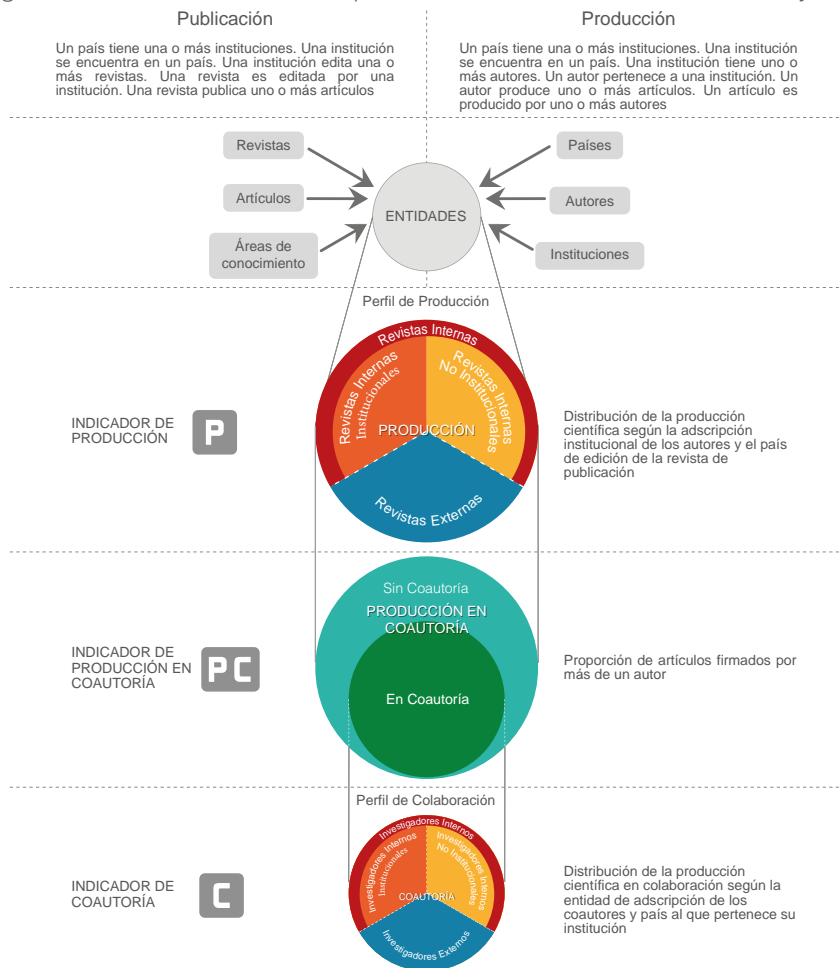 Publicación
Un país tiene una o más instituciones. Una institución
se encuentra en un país. Una institución edita una o
más revistas. Una revista es editada por una
institución. Una revista publica uno o más artículos
Producción
Un país tiene una o más instituciones. Una institución
se encuentra en un país. Una institución tiene uno o
más autores. Un autor pertenece a una institución. Un
autor produce uno o más artículos. Un artículo es
producido por uno o más autores
Revistas
Artículos
Áreas de
conocimiento
ENTIDADES
Países
Autores
Instituciones
Perfil de Producción
INDICADOR DE
PRODUCCIÓN
P
Revistas Internas
Revistas Internas
Institucionales
Revistas Internas
No Institucionales
PRODUCCIÓN
Revistas Externas
Distribución de la producción
científica según la adscripción
institucional de los autores y el país
de edición de la revista de
publicación
INDICADOR DE
PRODUCCIÓN EN
COAUTORÍA
PC
Sin Coautoría
PRODUCCIÓN EN
COAUTORÍA
En Coautoría
Proporción de artículos firmados por
más de un autor
Perfil de Colaboración
INDICADOR DE
COAUTORÍA
C
Investigadores Internos
Investigadores Internos
Institucionales
Investigadores Internos
No Institucionales
COAUTORÍA
Investigadores Externos
Distribución de la producción
científica en colaboración según la
entidad de adscripción de los
coautores y país al que pertenece su
institución